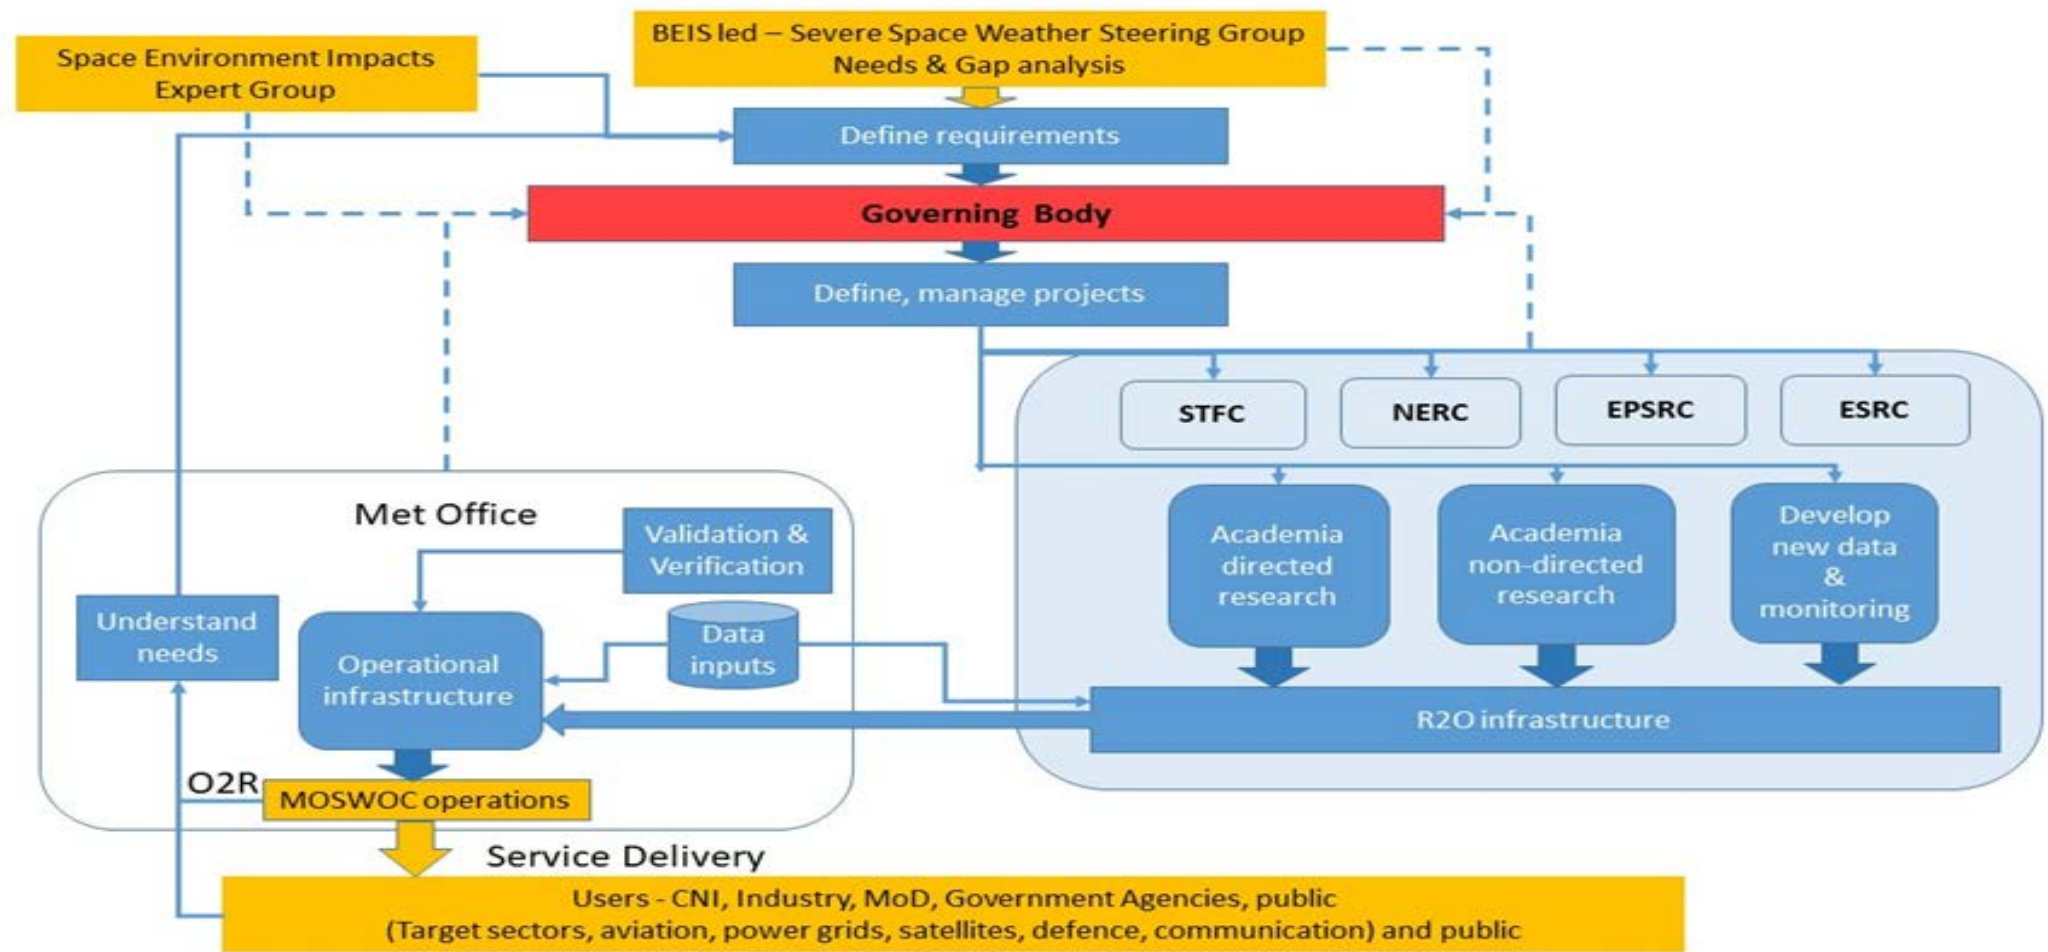 BEIS led – Severe Space Weather Steering Group
Needs & Gap analysis
Space Environment Impacts
Expert Group
Define requirements
Governing Body
Define, manage projects
STFC
NERC
EPSRC
ESRC
Met Office
Validation &
Verification
Academia
directed
research
Academia
non-directed
research
Develop
new data
&
monitoring
Understand
needs
Operational
infrastructure
Data
inputs
R2O infrastructure
O2R
MOSWOC operations
Service Delivery
Users - CNI, Industry, MoD, Government Agencies, public
(Target sectors, aviation, power grids, satellites, defence, communication) and public